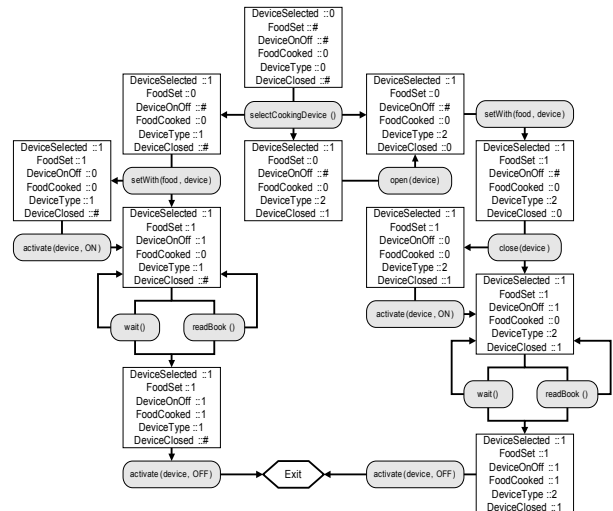 DeviceSelected ::0
FoodSet ::#
DeviceOnOff ::#
FoodCooked ::0
DeviceType ::0
DeviceClosed ::#
selectCookingDevice ()
DeviceSelected ::1
FoodSet ::0
DeviceOnOff ::#
FoodCooked ::0
DeviceType ::1
DeviceClosed ::#
DeviceSelected ::1
FoodSet ::0
DeviceOnOff ::#
FoodCooked ::0
DeviceType ::2
DeviceClosed ::1
open (device)
DeviceSelected ::1
FoodSet ::0
DeviceOnOff ::#
FoodCooked ::0
DeviceType ::2
DeviceClosed ::0
setWith (food , device)
setWith (food , device)
DeviceSelected ::1
FoodSet ::1
DeviceOnOff ::0
FoodCooked ::0
DeviceType ::1
DeviceClosed ::#
activate (device , ON)
DeviceSelected ::1
FoodSet ::1
DeviceOnOff ::1
FoodCooked ::0
DeviceType ::1
DeviceClosed ::#
wait ()
readBook ()
DeviceSelected ::1
FoodSet ::1
DeviceOnOff ::1
FoodCooked ::1
DeviceType ::1
DeviceClosed ::#
activate (device , OFF)
Exit
DeviceSelected ::1
FoodSet ::1
DeviceOnOff ::0
FoodCooked ::0
DeviceType ::2
DeviceClosed ::0
close (device )
DeviceSelected ::1
FoodSet ::1
DeviceOnOff ::0
FoodCooked ::0
DeviceType ::2
DeviceClosed ::1
activate (device , ON)
DeviceSelected ::1
FoodSet ::1
DeviceOnOff ::1
FoodCooked ::0
DeviceType ::2
DeviceClosed ::1
wait ()
readBook ()
DeviceSelected ::1
FoodSet ::1
DeviceOnOff ::1
FoodCooked ::1
DeviceType ::2
DeviceClosed ::1
activate (device , OFF)